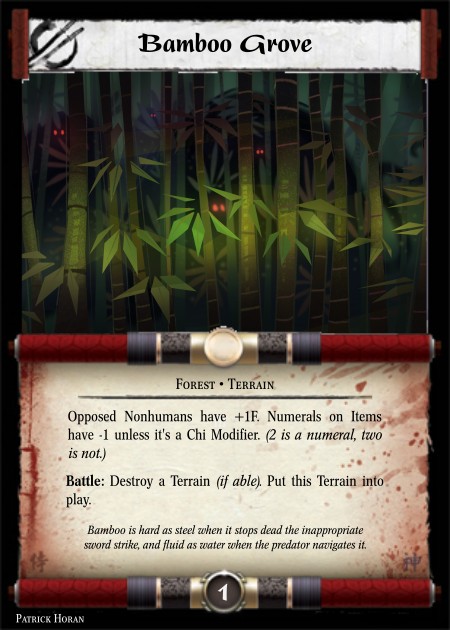 Bamboo Grove
Forest • Terrain
Opposed Nonhumans have +1F. Numerals on Items
have -1 unless it's a Chi Modifier. (2 is a numeral, two
is not.)
Battle: Destroy a Terrain (if able). Put this Terrain into
play.
Bamboo is hard as steel when it stops dead the inappropriate
sword strike, and fluid as water when the predator navigates it.
侍
1
Patrick Horan